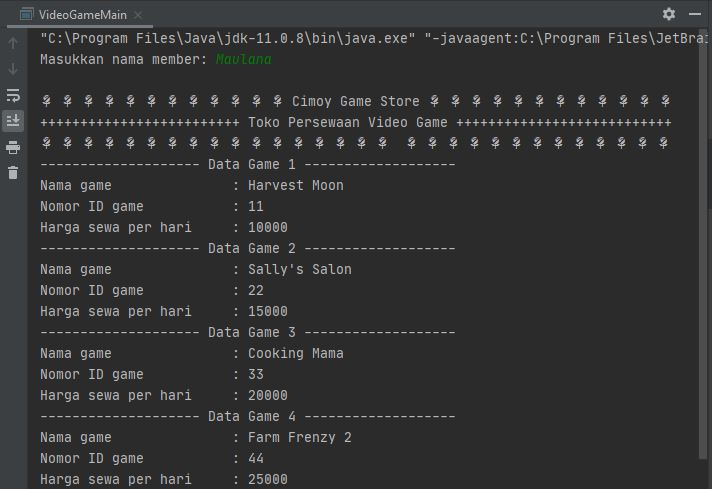 VideoGameMain
"C:\Program Files\Java\jdk-11.0.8\bin\java.exe" "-javaagent:C:\Program Files\JetBrai
Masukkan nama member: Maulana
Cimoy Game Store
+++++++++++++++++++++++++ Toko Persewaan Video Game +++++++++++++++++++++++++++
-------------------- Data Game 1 -------------------
Nama game : Harvest Moon
Nomor ID game : 11
Harga sewa per hari : 10000
-------------------- Data Game 2 -------------------
Nama game : Sally's Salon
Nomor ID game : 22
Harga sewa per hari : 15000
-------------------- Data Game 3 -------------------
Nama game : Cooking Mama
Nomor ID game : 33
Harga sewa per hari : 20000
-------------------- Data Game 4 -------------------
Nama game : Farm Frenzy 2
Nomor ID game : 44
Harga sewa per hari : 25000